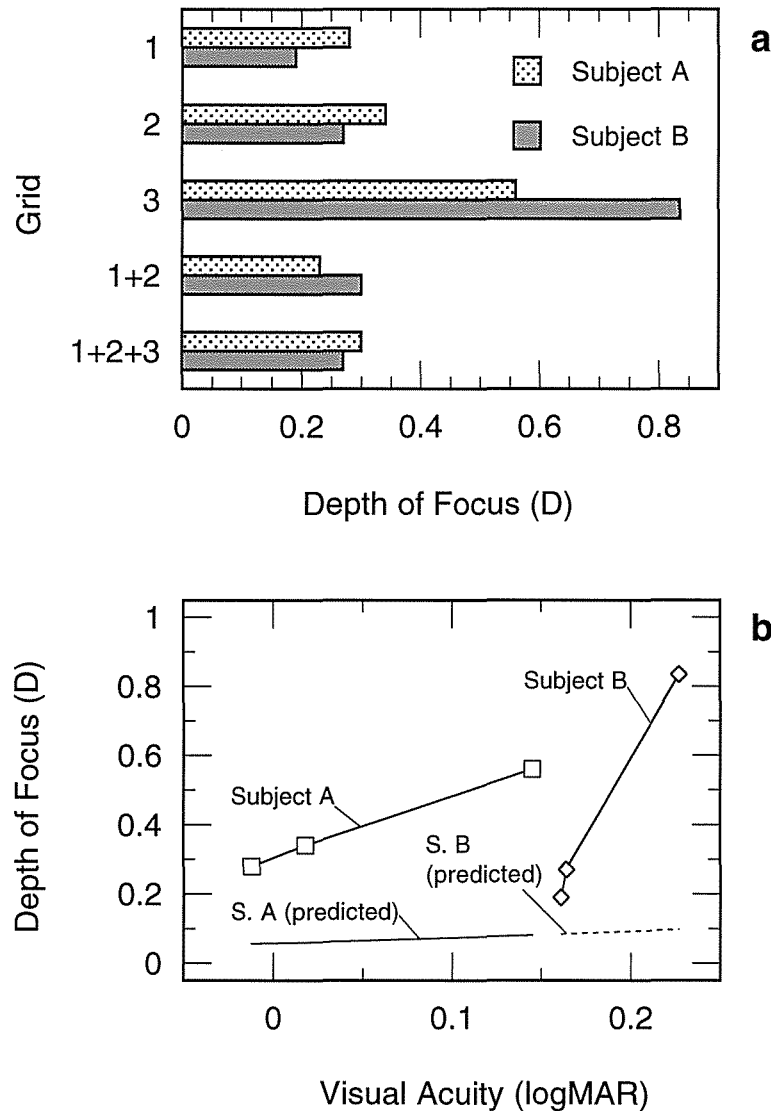 a
1
2
3
1+2
1+2+3
Grid
Subject A
Subject B
0 0.2 0.4 0.6 0.8
Depth of Focus (D)
b
1
0.8
0.6
0.4
0.2
0
Depth of Focus (D)
Subject B
Subject A
S. B
(predicted)
S. A (predicted)
0 0.1 0.2
Visual Acuity (logMAR)